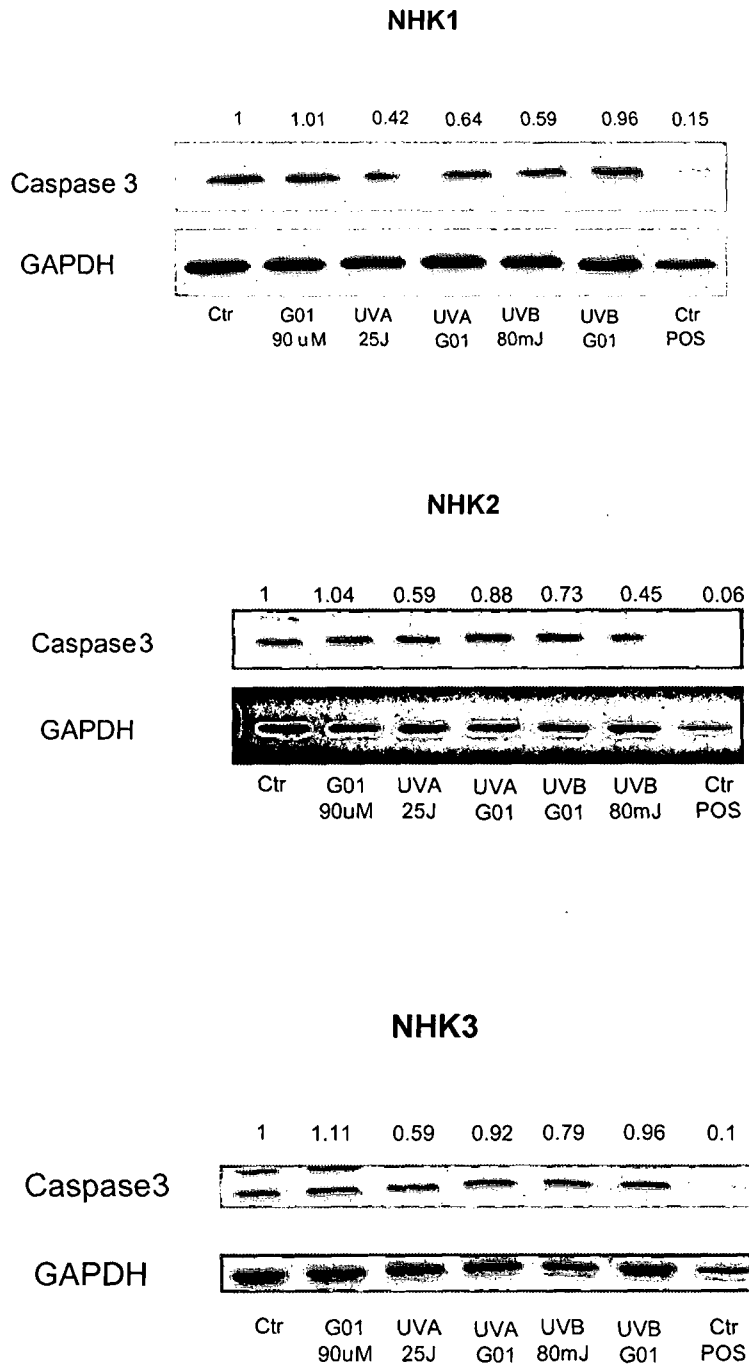 NHK1
1 1.01 0.42 0.64 0.59 0.96 0.15
Caspase 3
GAPDH
Ctr G01 UVA UVA UVB UVB Ctr
90 uM 25J G01 80mJ G01 POS
NHK2
1 1.04 0.59 0.88 0.73 0.45 0.06
Caspase3
GAPDH
Ctr G01 UVA UVA UVB UVB Ctr
90uM 25J G01 G01 80mJ POS
NHK3
1 1.11 0.59 0.92 0.79 0.96 0.1
Caspase3
GAPDH
Ctr G01 UVA UVA UVB UVB Ctr
90uM 25J G01 80mJ G01 POS